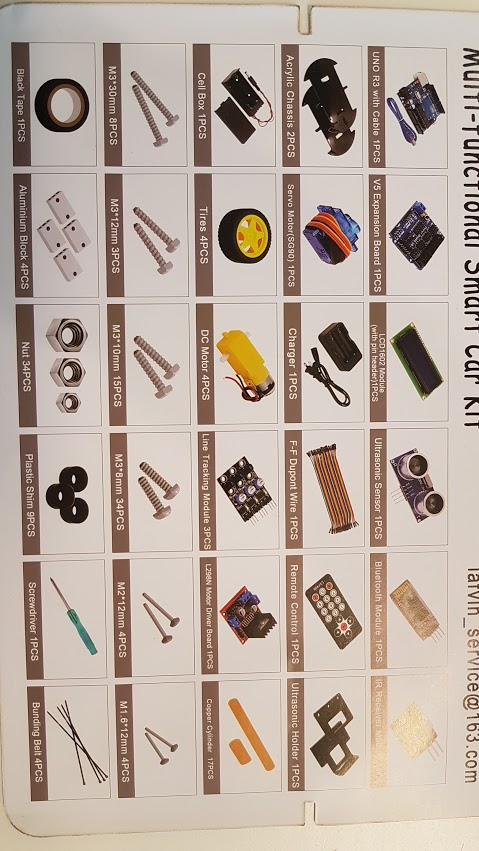 Multi-functional Smart Car Kit
larvin_service@163.com
UNO R3 with Cable 1PCS
V5 Expansion Board 1PCS
LCD1602 Module
(with pin header)1PCS
Ultrasonic Sensor 1PCS
Bluetooth Module 1PCS
IR Receiver
Acrylic Chassis 2PCS
Servo Motor(SG90) 1PCS
Charger 1PCS
F-F Dupont Wire 1PCS
Remote Control 1PCS
Ultrasonic Holder 1PCS
Cell Box 1PCS
Tires 4PCS
DC Motor 4PCS
Line Tracking Module 3PCS
L298N Motor Driver Board 1PCS
Copper Cylinder 17PCS
M3*30mm 8PCS
M3*12mm 3PCS
M3*10mm 15PCS
M3*8mm 34PCS
M2*12mm 4PCS
M1.6*12mm 4PCS
Black Tape 1PCS
Aluminium Block 4PCS
Nut 34PCS
Plastic Shim 9PCS
Screwdriver 1PCS
Bunding Belt 4PCS